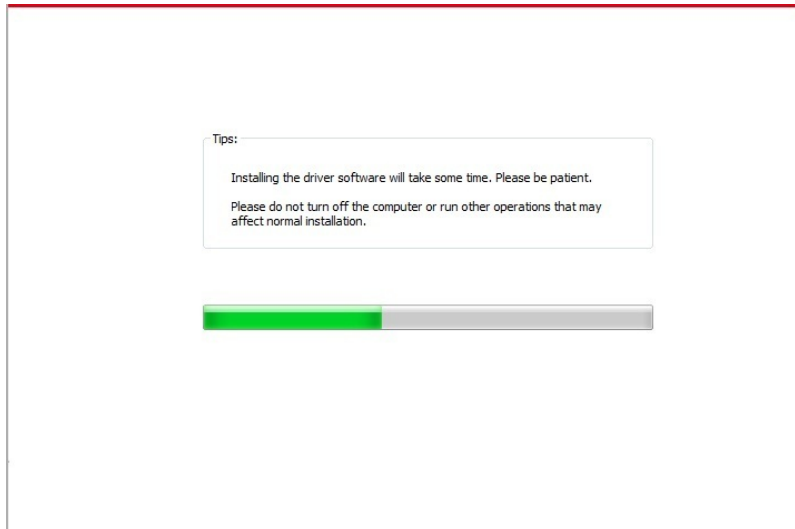 Tips:
Installing the driver software will take some time. Please be patient.
Please do not turn off the computer or run other operations that may
affect normal installation.